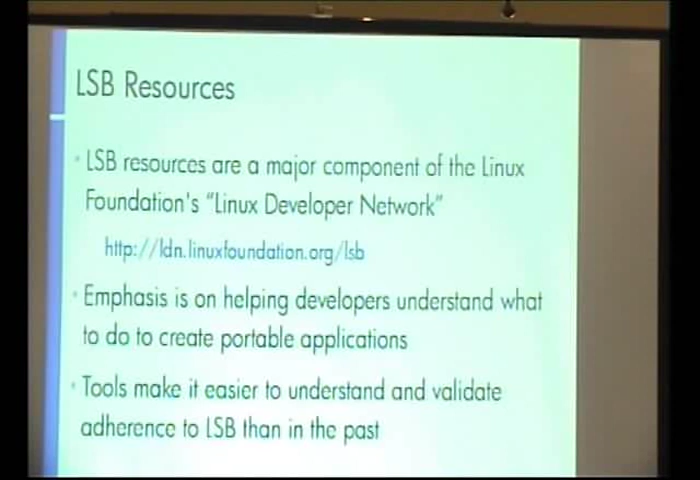 LSB Resources
• LSB resources are a major component of the Linux
Foundation's "Linux Developer Network"
http://ldn.linuxfoundation.org/lsb
• Emphasis is on helping developers understand what
to do to create portable applications
• Tools make it easier to understand and validate
adherence to LSB than in the past